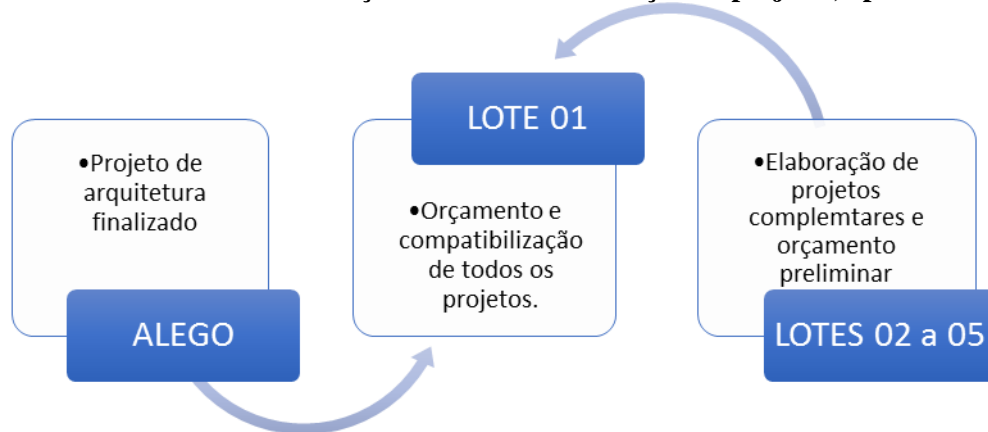 LOTE 01
•Projeto de
arquitetura
finalizado
ALEGO
•Orçamento e
compatibilização
de todos os
projetos.
•Elaboração de
projetos
complemtares e
orçamento
preliminar
LOTES 02 a 05